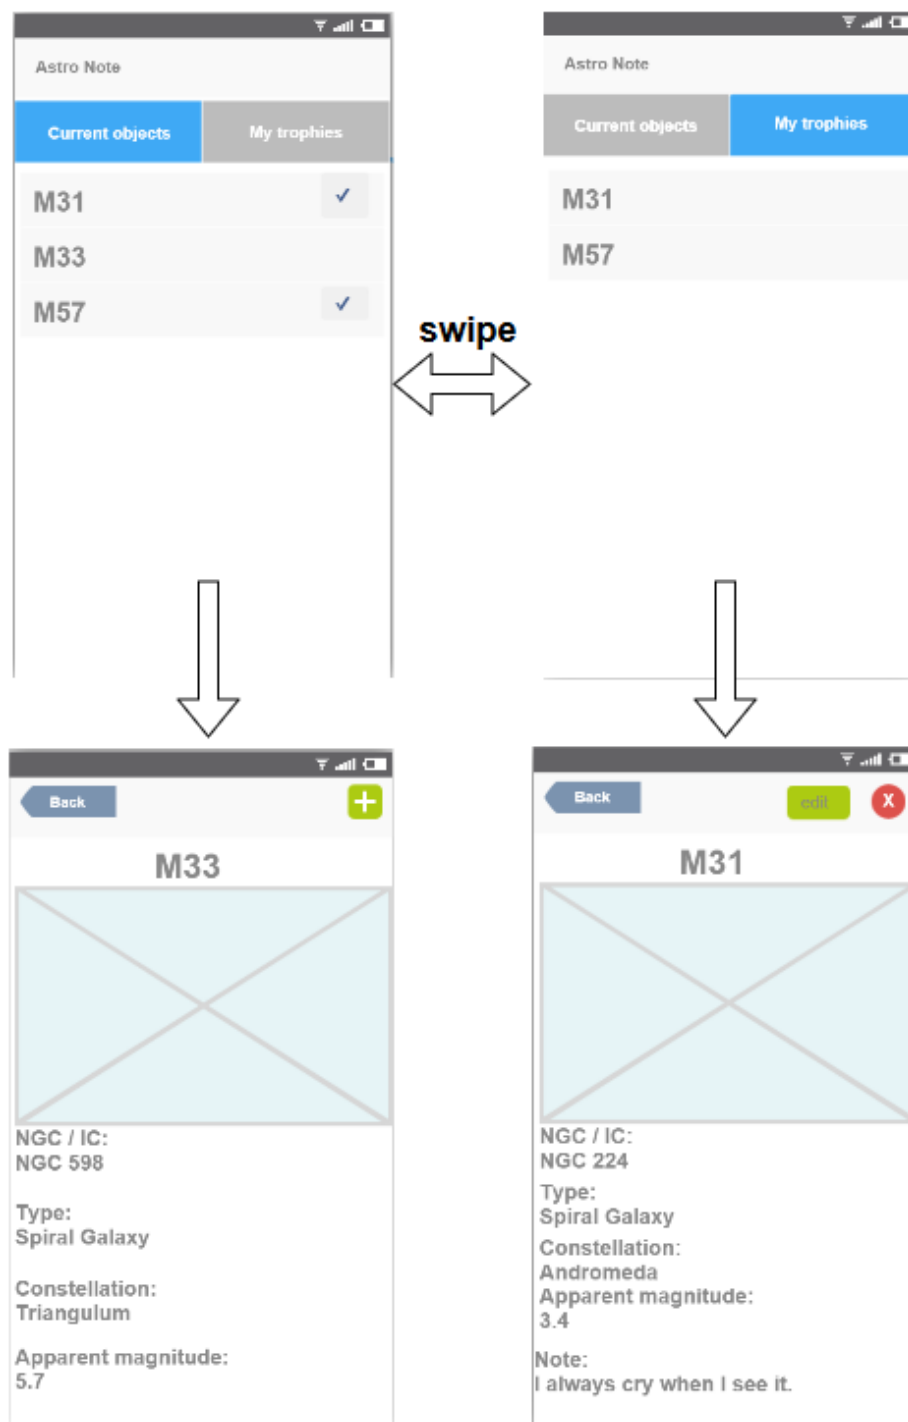 Astro Note
Current objects
My trophies
M31
M33
M57
swipe
Astro Note
Current objects
My trophies
M31
M57
Back
M33
NGC / IC:
NGC 598
Type:
Spiral Galaxy
Constellation:
Triangulum
Apparent magnitude:
5.7
Back
edit
X
M31
NGC / IC:
NGC 224
Type:
Spiral Galaxy
Constellation:
Andromeda
Apparent magnitude:
3.4
Note:
I always cry when I see it.